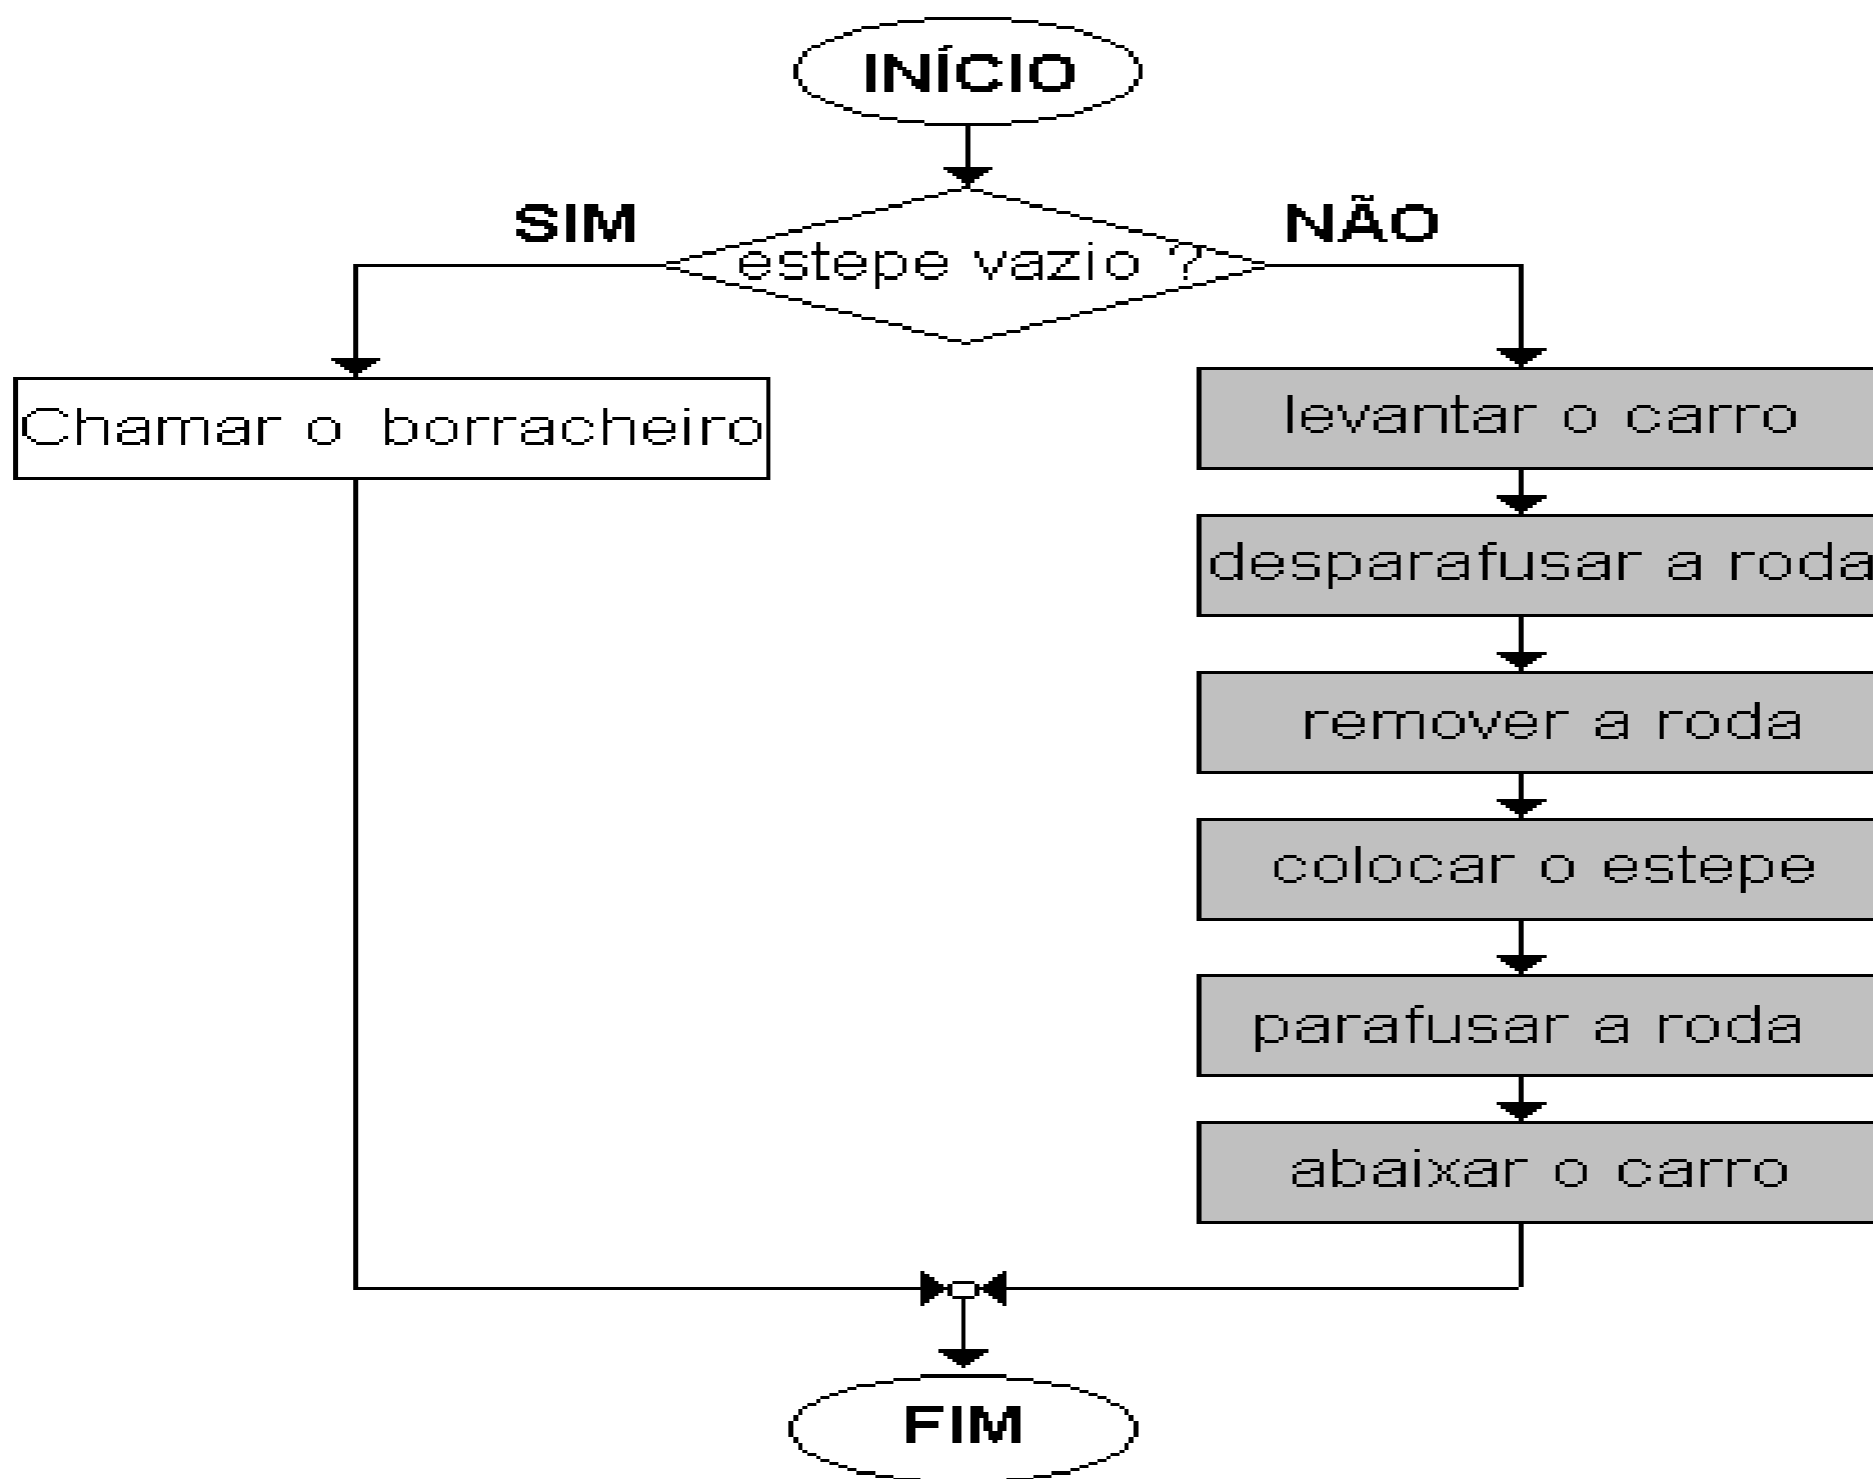 INÍCIO
SIM
NÃO
estepe vazio ?
Chamar o borracheiro
levantar o carro
desparafusar a roda
remover a roda
colocar o estepe
parafusar a roda
abaixar o carro
FIM